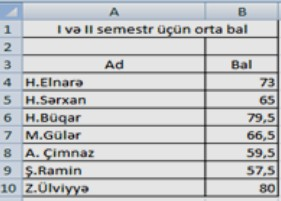 A B
1 I və II semestr üçün orta bal
2
3 Ad Bal
4 H.Elnarə 73
5 H.Sərxan 65
6 H.Büqar 79,5
7 M.Gülər 66,5
8 A. Çimnaz 59,5
9 Ş.Ramin 57,5
10 Z.Ülviyyə 80